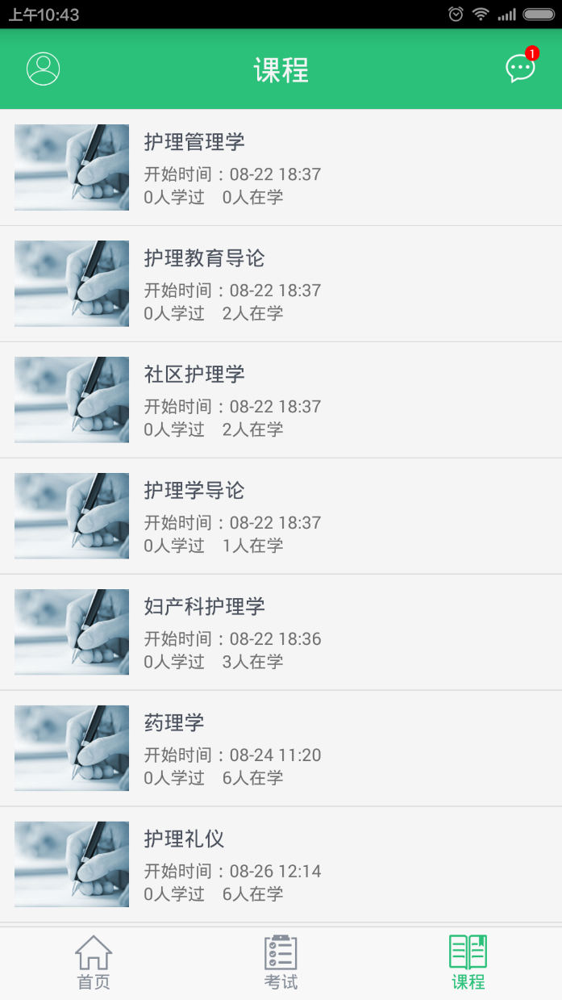 上午10:43
课程
1
护理管理学
开始时间：08-22 18:37
0人学过 0人在学
护理教育导论
开始时间：08-22 18:37
0人学过 2人在学
社区护理学
开始时间：08-22 18:37
0人学过 2人在学
护理学导论
开始时间：08-22 18:37
0人学过 1人在学
妇产科护理学
开始时间：08-22 18:36
0人学过 3人在学
药理学
开始时间：08-24 11:20
0人学过 6人在学
护理礼仪
开始时间：08-26 12:14
0人学过 6人在学
首页 考试 课程